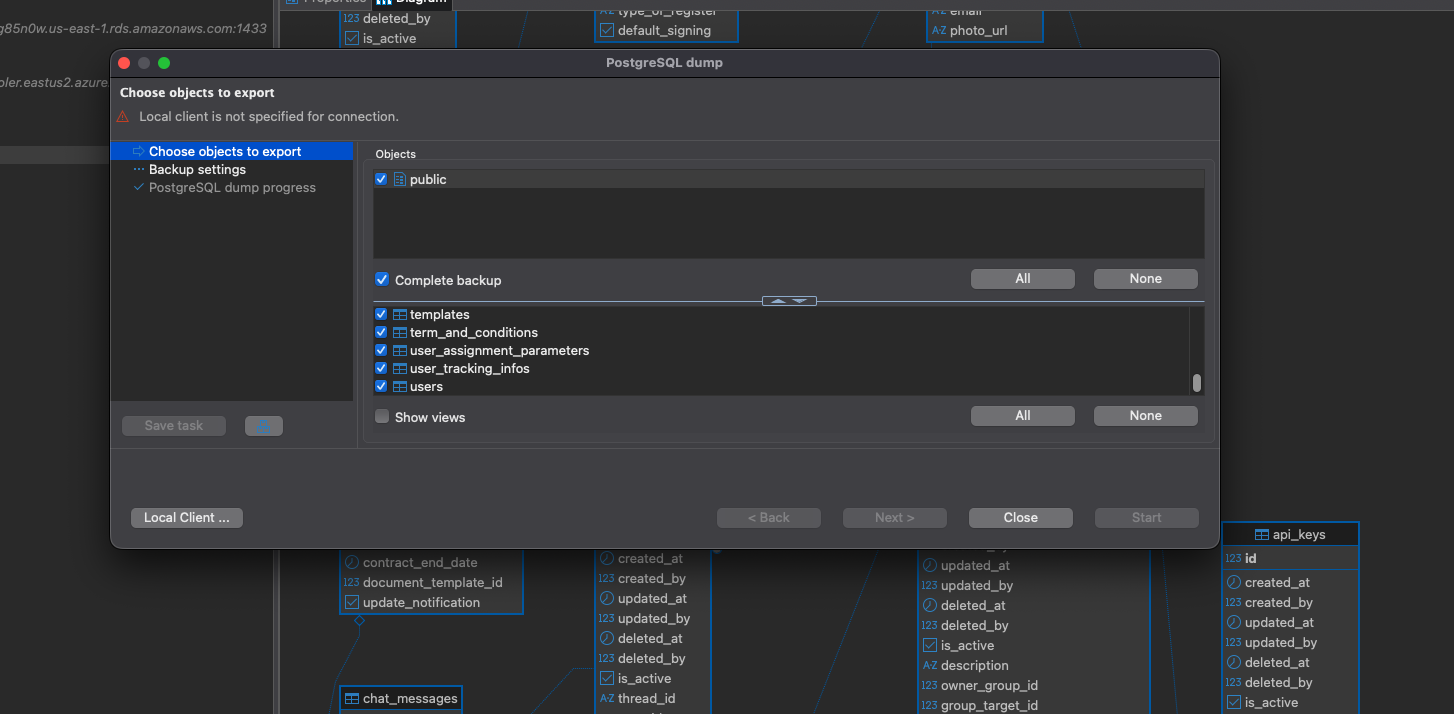 Properties
Diagram
g85n0w.us-east-1.rds.amazonaws.com:1433
oler.eastus2.azure
123 deleted_by
is_active
type_of_register
default_signing
A-Z email
A-Z photo_url
PostgreSQL dump
Choose objects to export
Local client is not specified for connection.
Choose objects to export
Backup settings
PostgreSQL dump progress
Save task
Objects
public
Complete backup
All
None
templates
term_and_conditions
user_assignment_parameters
user_tracking_infos
users
Show views
All
None
Local Client ...
< Back
Next >
Close
Start
contract_end_date
123 document_template_id
update_notification
chat_messages
created_at
123 created_by
updated_at
123 updated_by
deleted_at
123 deleted_by
is_active
A-Z thread_id
updated_at
123 updated_by
deleted_at
123 deleted_by
is_active
A-Z description
123 owner_group_id
123 group_target_id
api_keys
123 id
created_at
123 created_by
updated_at
123 updated_by
deleted_at
123 deleted_by
is_active